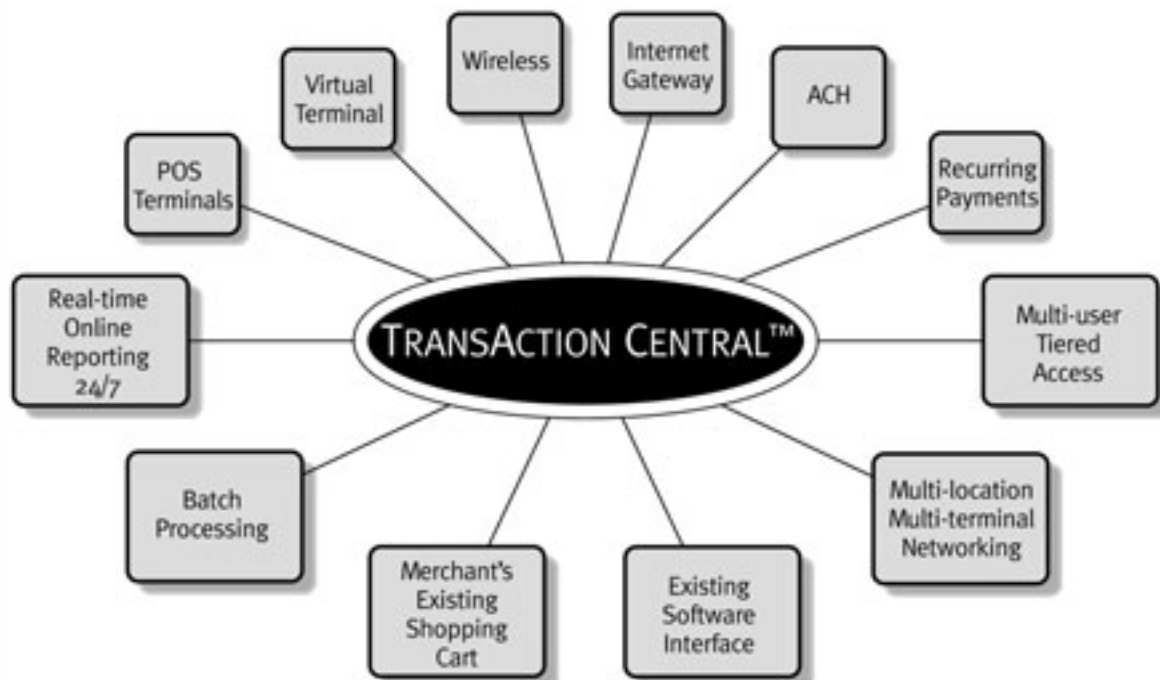 Wireless
Internet
Gateway
Virtual
Terminal
ACH
POS
Terminals
Recurring
Payments
Real-time
Online
Reporting
24/7
TRANSACTION CENTRAL™
Multi-user
Tiered
Access
Batch
Processing
Multi-location
Multi-terminal
Networking
Merchant's
Existing
Shopping
Cart
Existing
Software
Interface